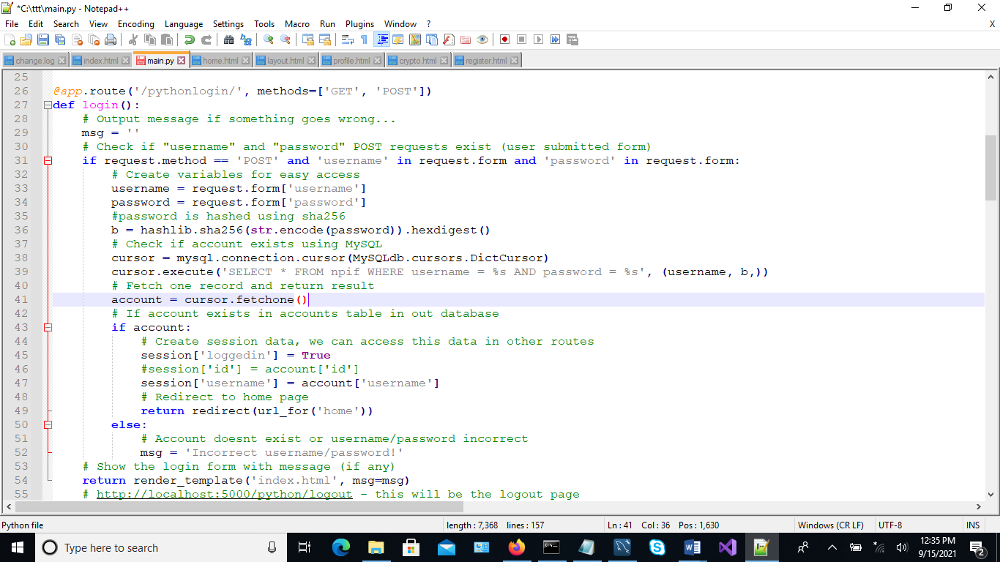 *C:\ttt\main.py - Notepad++
File Edit Search View Encoding Language Settings Tools Macro Run Plugins Window ? X
change.log index.html main.py home.html layout.html profile.html crypto.html register.html
25
26 @app.route('/pythonlogin/', methods=['GET', 'POST'])
27 def login():
28 # Output message if something goes wrong...
29 msg = ''
30 # Check if "username" and "password" POST requests exist (user submitted form)
31 if request.method == 'POST' and 'username' in request.form and 'password' in request.form:
32 # Create variables for easy access
33 username = request.form['username']
34 password = request.form['password']
35 #password is hashed using sha256
36 b = hashlib.sha256(str.encode(password)).hexdigest()
37 # Check if account exists using MySQL
38 cursor = mysql.connection.cursor(MySQLdb.cursors.DictCursor)
39 cursor.execute('SELECT * FROM npif WHERE username = %s AND password = %s', (username, b,))
40 # Fetch one record and return result
41 account = cursor.fetchone()
42 # If account exists in accounts table in out database
43 if account:
44 # Create session data, we can access this data in other routes
45 session['loggedin'] = True
46 #session['id'] = account['id']
47 session['username'] = account['username']
48 # Redirect to home page
49 return redirect(url_for('home'))
50 else:
51 # Account doesnt exist or username/password incorrect
52 msg = 'Incorrect username/password!'
53 # Show the login form with message (if any)
54 return render_template('index.html', msg=msg)
55 # http://localhost:5000/python/logout - this will be the logout page
Python file length : 7,368 lines : 157 Ln : 41 Col : 36 Pos : 1,630 Windows (CR LF) UTF-8 INS
Type here to search
12:35 PM
9/15/2021
2